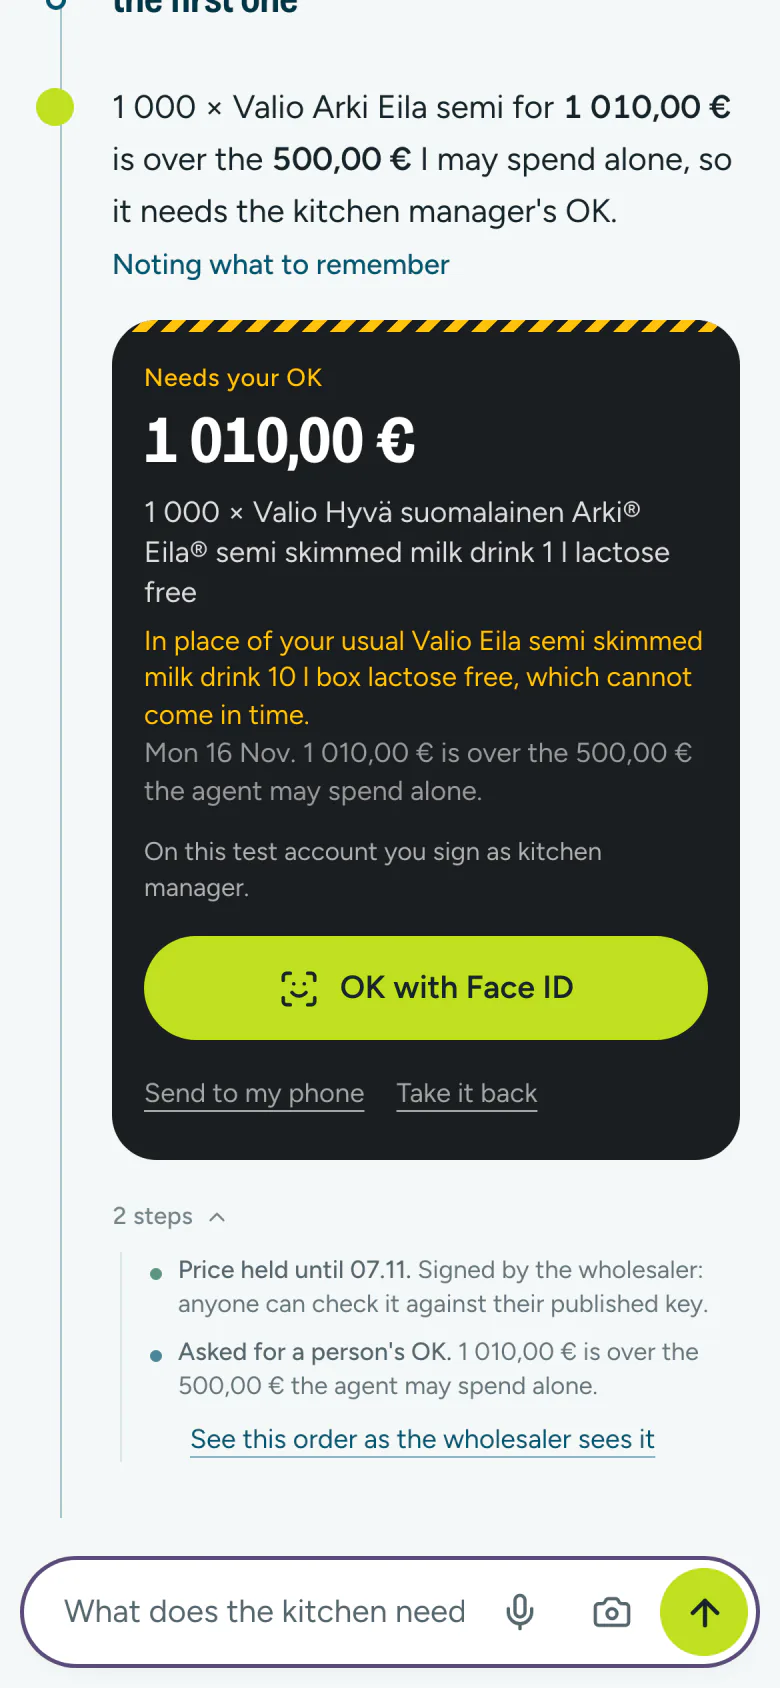 the first one
1 000 × Valio Arki Eila semi for 1 010,00 €
is over the 500,00 € I may spend alone, so
it needs the kitchen manager's OK.
Noting what to remember
Needs your OK
1 010,00 €
1 000 × Valio Hyvä suomalainen Arki®
Eila® semi skimmed milk drink 1 l lactose
free
In place of your usual Valio Eila semi skimmed
milk drink 10 l box lactose free, which cannot
come in time.
Mon 16 Nov. 1 010,00 € is over the 500,00 €
the agent may spend alone.
On this test account you sign as kitchen
manager.
OK with Face ID
Send to my phone Take it back
2 steps
Price held until 07.11. Signed by the wholesaler:
anyone can check it against their published key.
Asked for a person's OK. 1 010,00 € is over the
500,00 € the agent may spend alone.
See this order as the wholesaler sees it
What does the kitchen need